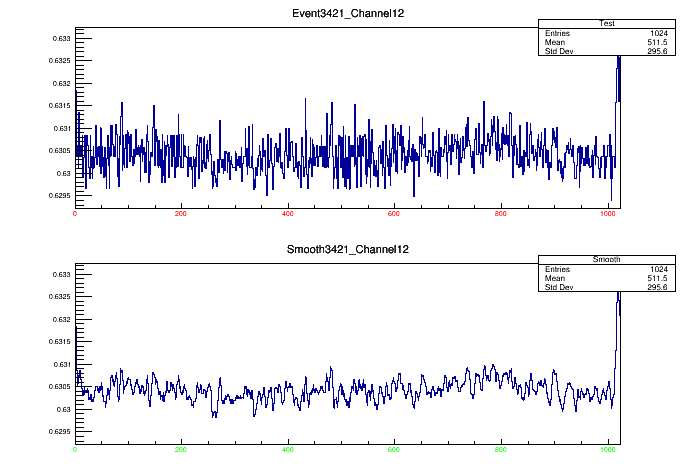 Event3421_Channel12
Test
Entries 1024
Mean 511.5
Std Dev 295.6
0.633
0.6325
0.632
0.6315
0.631
0.6305
0.63
0.6295
0 200 400 600 800 1000
Smooth3421_Channel12
Smooth
Entries 1024
Mean 511.5
Std Dev 295.6
0.633
0.6325
0.632
0.6315
0.631
0.6305
0.63
0.6295
0 200 400 600 800 1000